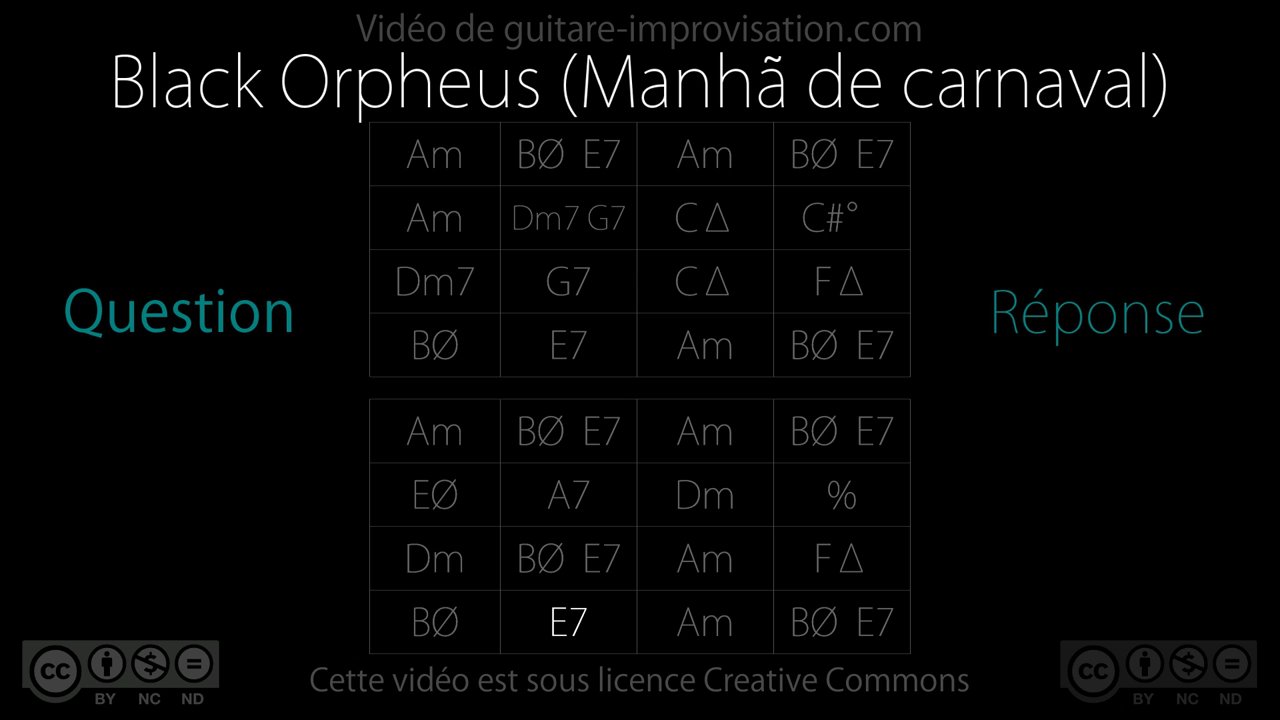 Vidéo de guitare-improvisation.com
Black Orpheus (Manhã de carnaval)
Am BØ E7 Am BØ E7
Am Dm7 G7 C Δ C#°
Dm7 G7 C Δ F Δ
BØ E7 Am BØ E7
Question
Réponse
Am BØ E7 Am BØ E7
EØ A7 Dm %
Dm BØ E7 Am F Δ
BØ E7 Am BØ E7
cc BY NC ND
Cette vidéo est sous licence Creative Commons
cc BY NC ND